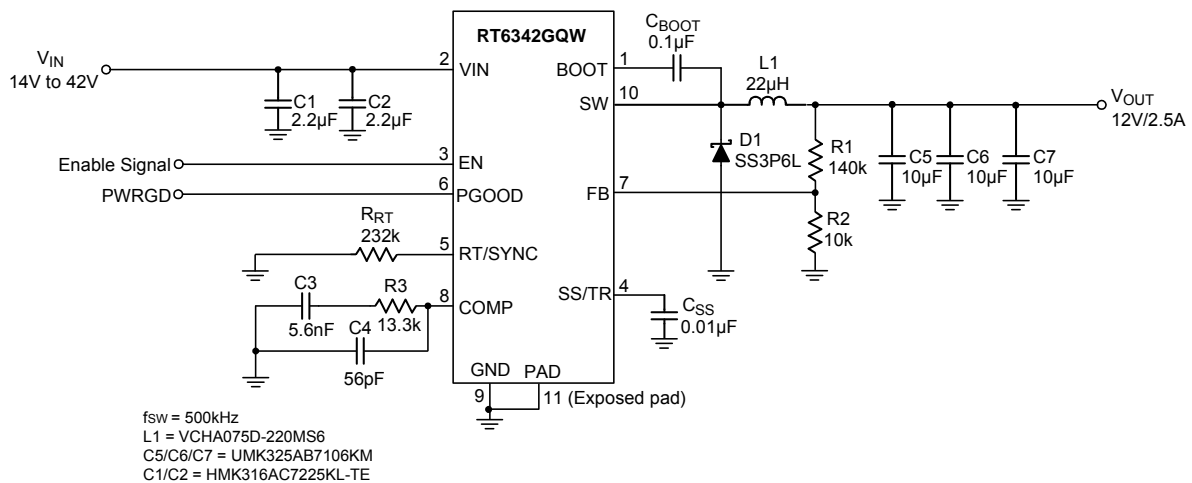 RT6342GQW
VIN
14V to 42V
2
VIN
C1
2.2µF
C2
2.2µF
Enable Signal
3
EN
PWRGD
6
PGOOD
RRT
232k
5
RT/SYNC
C3
5.6nF
R3
13.3k
8
COMP
C4
56pF
GND
9
PAD
11 (Exposed pad)
BOOT
1
CBOOT
0.1µF
SW
10
L1
22µH
D1
SS3P6L
VOUT
12V/2.5A
R1
140k
C5
10µF
C6
10µF
C7
10µF
FB
7
R2
10k
SS/TR
4
CSS
0.01µF
fSW = 500kHz
L1 = VCHA075D-220MS6
C5/C6/C7 = UMK325AB7106KM
C1/C2 = HMK316AC7225KL-TE